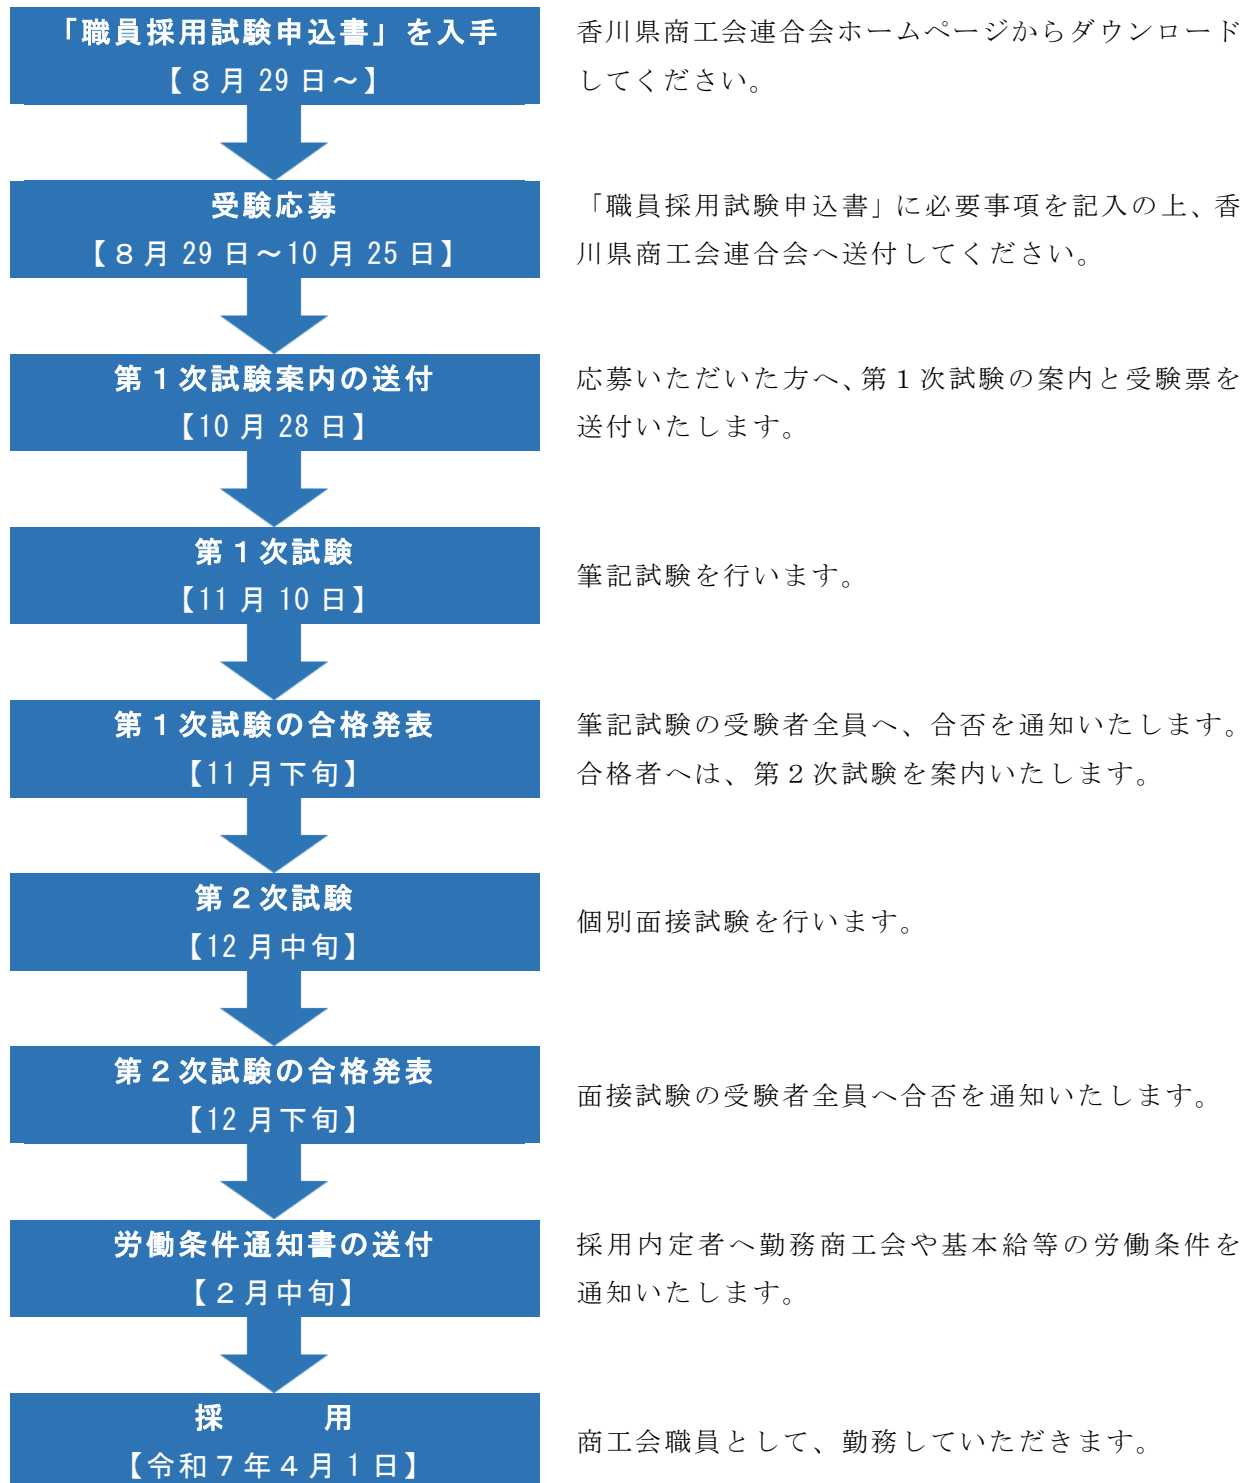 「職員採用試験申込書」を入手
【８月 29 日～】
香川県商工会連合会ホームページからダウンロード
してください。
受験応募
【８月 29 日～10 月 25 日】
「職員採用試験申込書」に必要事項を記入の上、香
川県商工会連合会へ送付してください。
第１次試験案内の送付
【10 月 28 日】
応募いただいた方へ、第１次試験の案内と受験票を
送付いたします。
第１次試験
【11 月 10 日】
筆記試験を行います。
第１次試験の合格発表
【11 月下旬】
筆記試験の受験者全員へ、合否を通知いたします。
合格者へは、第２次試験を案内いたします。
第２次試験
【12 月中旬】
個別面接試験を行います。
第２次試験の合格発表
【12 月下旬】
面接試験の受験者全員へ合否を通知いたします。
労働条件通知書の送付
【２月中旬】
採用内定者へ勤務商工会や基本給等の労働条件を
通知いたします。
採　　　用
【令和７年４月１日】
商工会職員として、勤務していただきます。